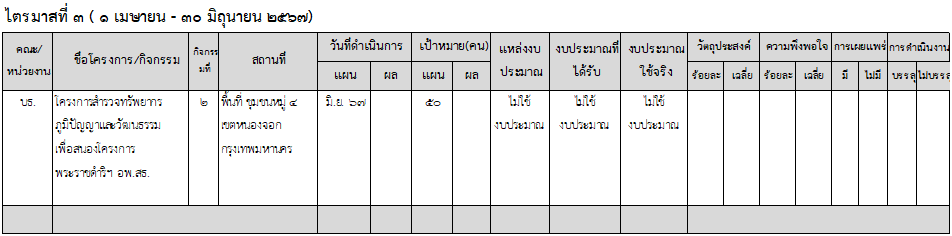 ไตรมาสที่ ๓ ( ๑ เมษายน - ๓๐ มิถุนายน ๒๕๖๗)
คณะ/ ชื่อโครงการ/กิจกรรม กิจกรร สถานที่ วันที่ดำเนินการ เป้าหมาย(คน) แหล่งงบ งบประมาณที่ งบประมาณ วัตถุประสงค์ ความพึงพอใจ การเผยแพร่ การดำเนินงาน
หน่วยงาน มที่ แผน ผล แผน ผล ประมาณ ได้รับ ใช้จริง ร้อยละ เฉลี่ย ร้อยละ เฉลี่ย มี ไม่มี บรรลุ ไม่บรรล
บธ. โครงการสำรวจทรัพยากร ๒ พื้นที่ ชุมชนหมู่ ๔ มิ.ย. ๖๗ ๕๐ ไม่ใช้ ไม่ใช้ ไม่ใช้
ภูมิปัญญาและวัฒนธรรม เขตหนองจอก งบประมาณ งบประมาณ งบประมาณ
เพื่อสนองโครงการ กรุงเทพมหานคร
พระราชดำริฯ อพ.สธ.